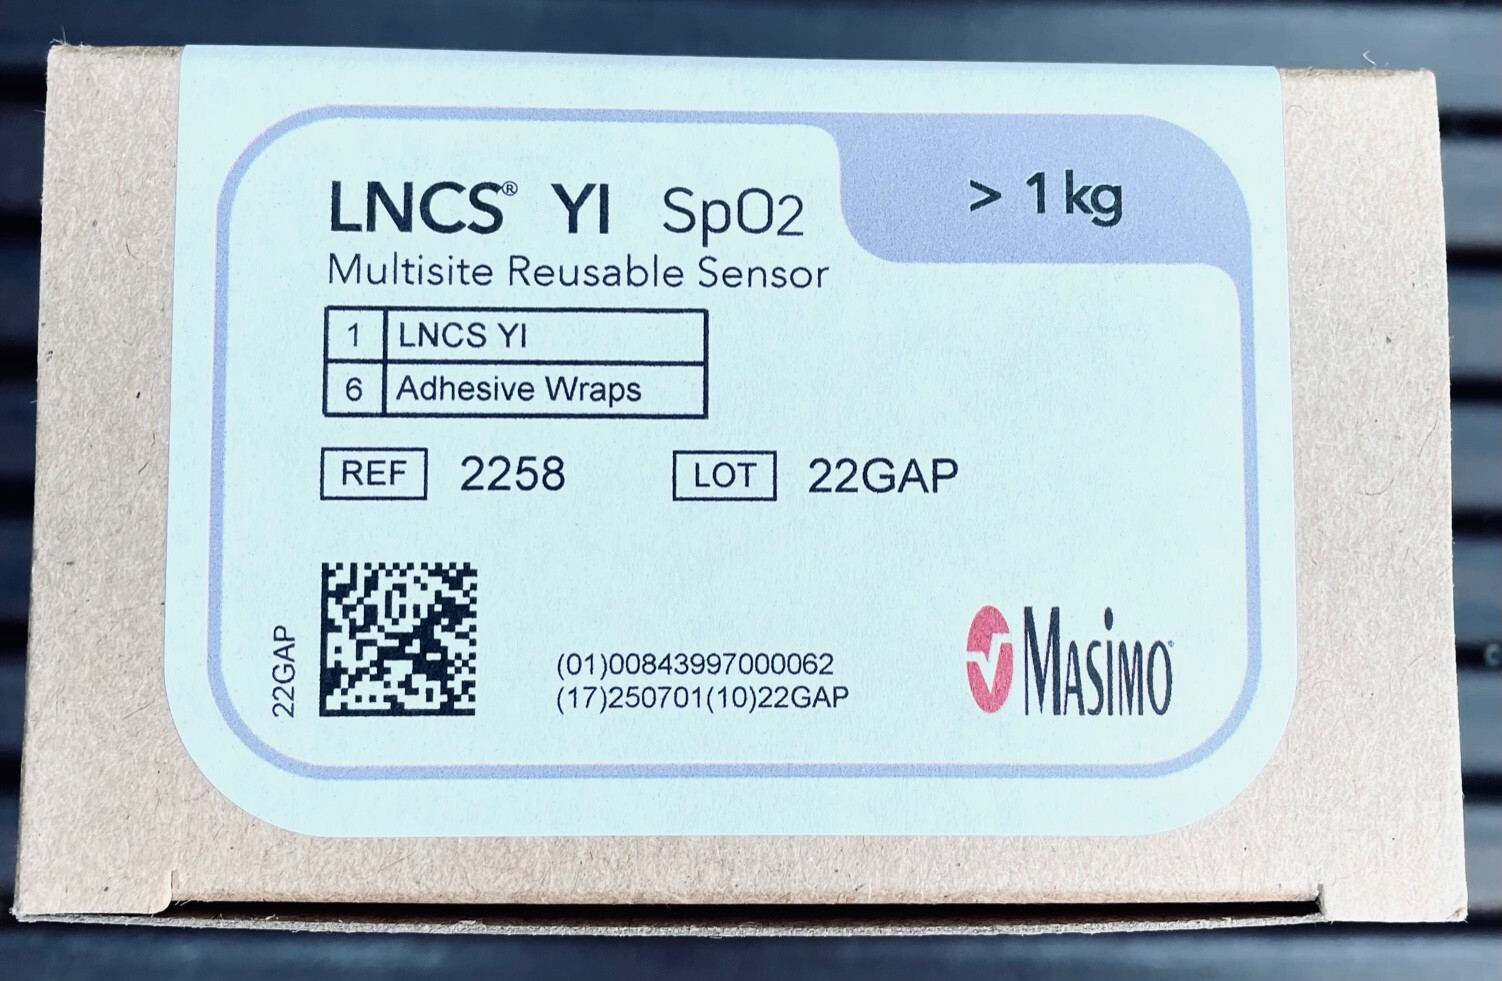 LNCS® YI SpO2
> 1 kg
Multisite Reusable Sensor
1 LNCS YI
6 Adhesive Wraps
REF 2258 LOT 22GAP
22GAP
(01)00843997000062
(17)250701(10)22GAP
Masimo®